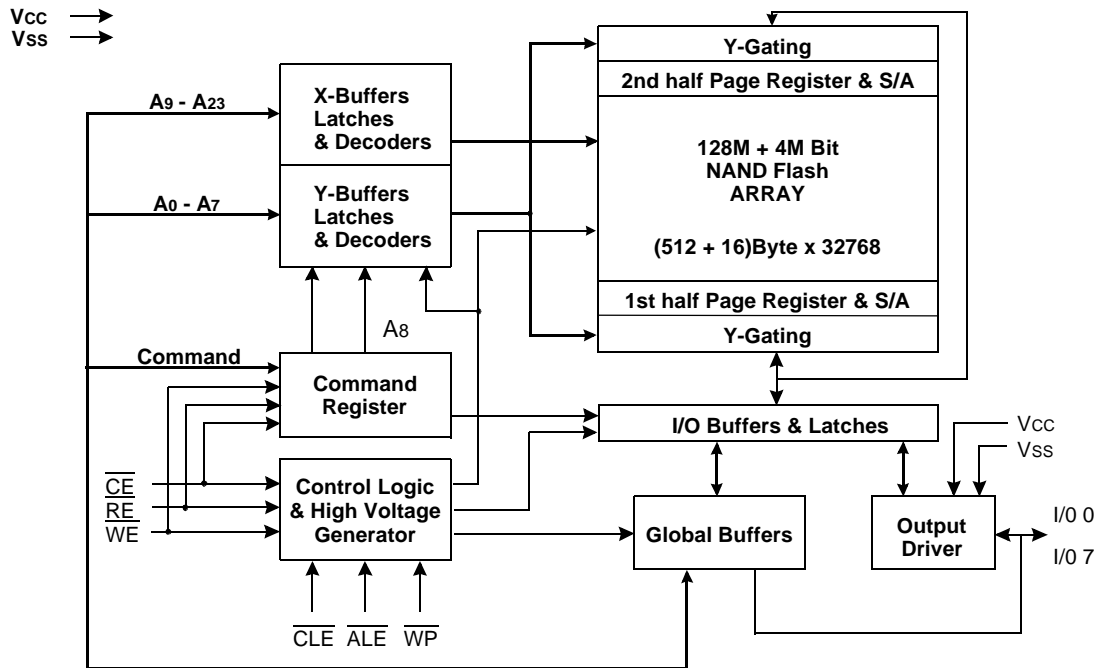 VCC
VSS
A9 - A23
X-Buffers
Latches
& Decoders
A0 - A7
Y-Buffers
Latches
& Decoders
Y-Gating
2nd half Page Register & S/A
128M + 4M Bit
NAND Flash
ARRAY
(512 + 16)Byte x 32768
1st half Page Register & S/A
Y-Gating
A8
Command
Command
Register
I/O Buffers & Latches
VCC
VSS
CE
RE
WE
Control Logic
& High Voltage
Generator
Global Buffers
Output
Driver
I/0 0
I/0 7
CLE
ALE
WP